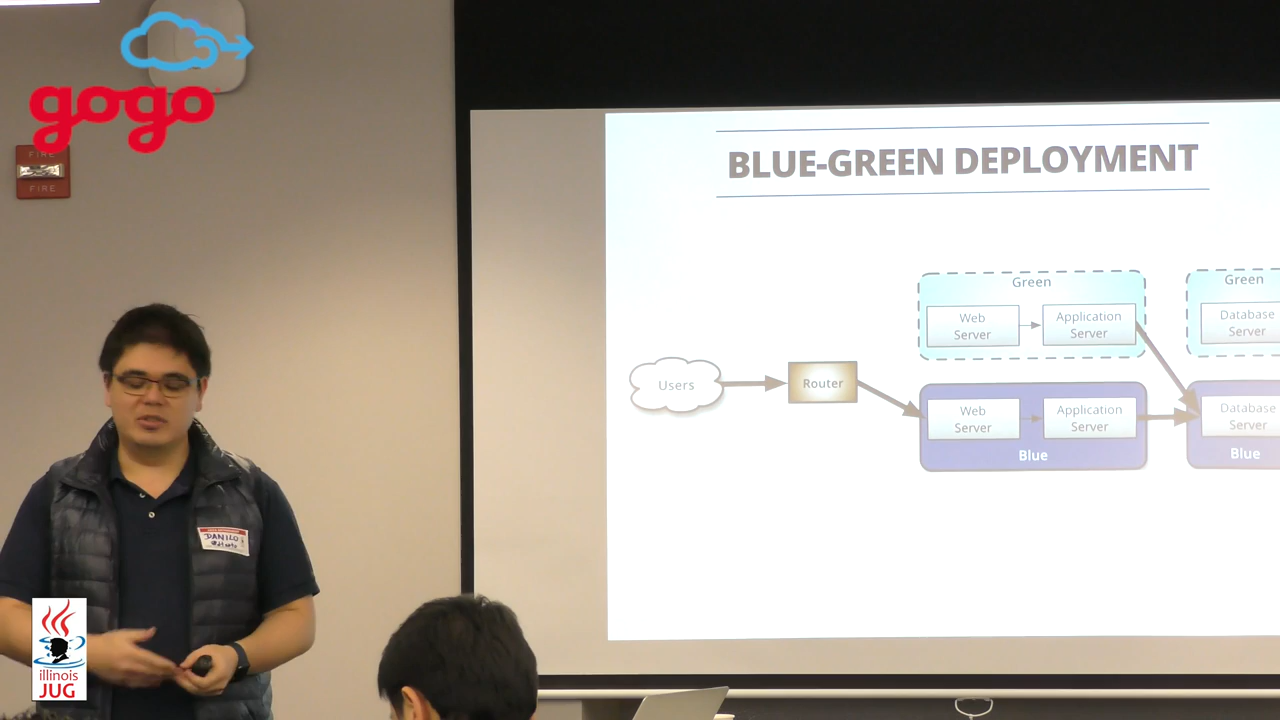 gogo
FIRE
FIRE
BLUE-GREEN DEPLOYMENT
Green
Green
Web
Server
Application
Server
Database
Server
Users
Router
Web
Server
Application
Server
Database
Server
Blue
Blue
DANILO
illinois
JUG